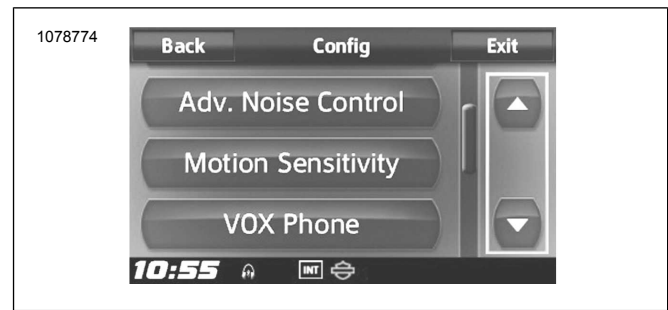 1078774
Back Config Exit
Adv. Noise Control
Motion Sensitivity
VOX Phone
10:55 INT